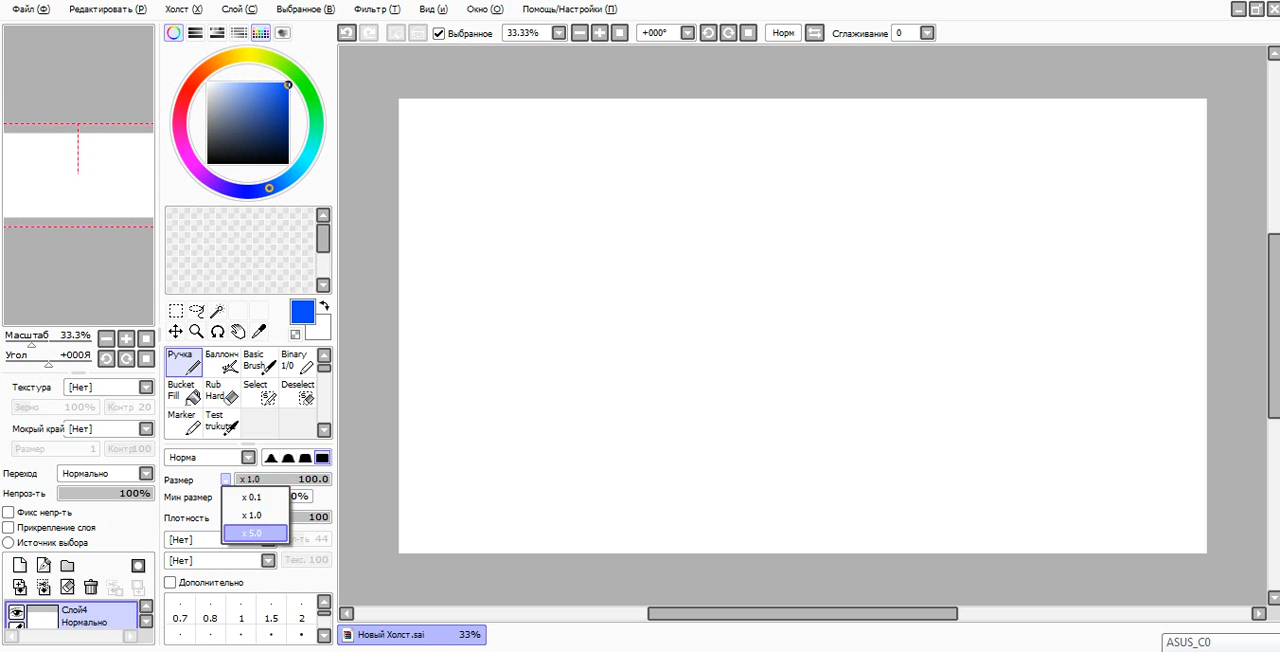 Файл (Ф) Редактировать (Р) Холст (Х) Слой (С) Выбранное (В) Фильтр (Т) Вид (и) Окно (О) Помощь/Настройки (П)
Выбранное 33.33% +000° Норм Сглаживание 0
Масштаб 33.3%
Угол +000Я
Текстура [Нет]
Зерно 100% Контр 20
Мокрый край [Нет]
Размер 1 Контр100
Переход Нормально
Непроз-ть 100%
Фикс непр-ть
Прикрепление слоя
Источник выбора
Слой4
Нормально
Ручка Баллонч Basic Brush Binary 1/0
Bucket Fill Rub Hard Select Deselect
Marker Test trukut
Норма
Размер x 1.0 100.0
Мин размер 0%
x 0.1
x 1.0
x 5.0
Плотность 100
[Нет] ть 44
[Нет] Текс. 100
Дополнительно
0.7 0.8 1 1.5 2
Новый Холст.sai 33%
ASUS_C0